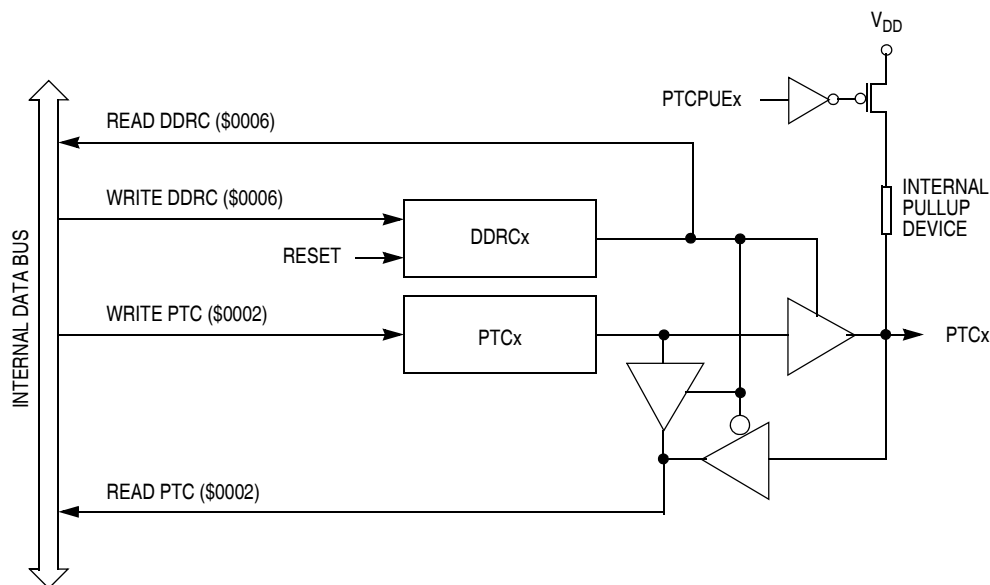 VDD
PTCPUEx
READ DDRC ($0006)
WRITE DDRC ($0006)
INTERNAL
PULLUP
DEVICE
DDRCx
RESET
INTERNAL DATA BUS
WRITE PTC ($0002)
PTCx
PTCx
READ PTC ($0002)